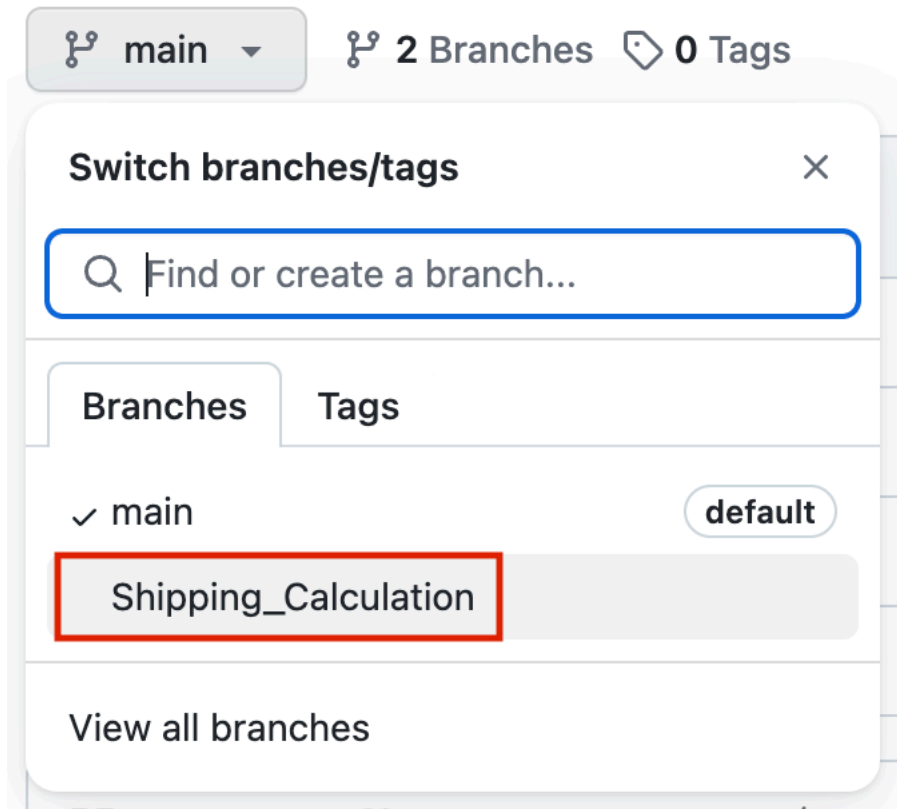 main 2 Branches 0 Tags
Switch branches/tags
Find or create a branch...
Branches Tags
main default
Shipping_Calculation
View all branches